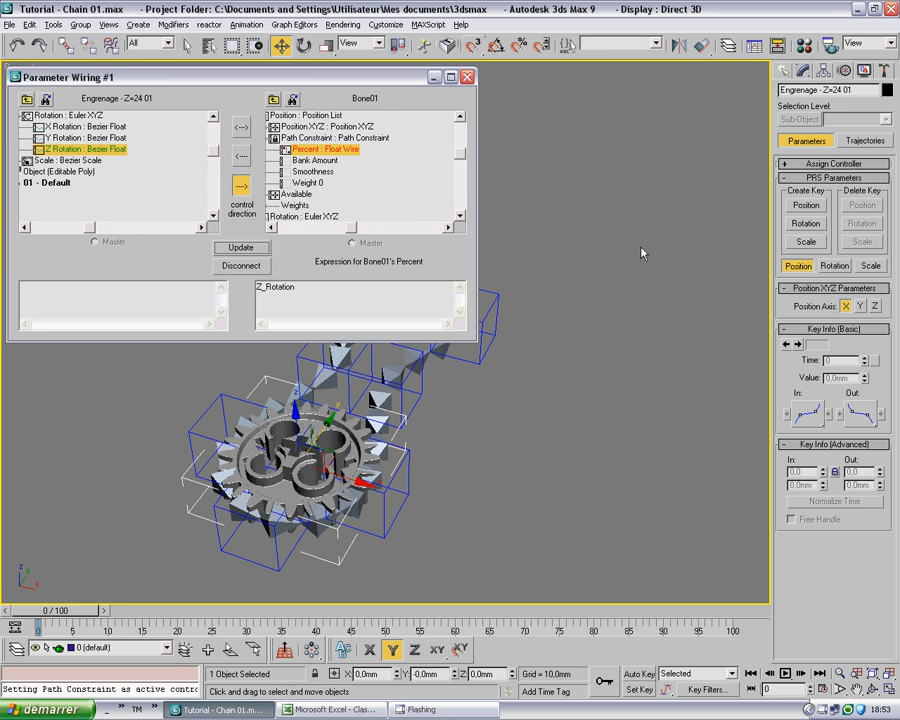 Tutorial - Chain 01.max - Project Folder: C:\Documents and Settings\Utilisateur\Mes documents\3dsmax - Autodesk 3ds Max 9 - Display : Direct 3D
File Edit Tools Group Views Create Modifiers reactor Animation Graph Editors Rendering Customize MAXScript Help
All View View
Parameter Wiring #1
Engrenage - Z=24 01 Bone01
Rotation : Euler XYZ
X Rotation : Bezier Float
Y Rotation : Bezier Float
Z Rotation : Bezier Float
Scale : Bezier Scale
Object (Editable Poly)
01 - Default
Master
<--->
<----
---->
control
direction
Position : Position List
Position XYZ : Position XYZ
Path Constraint : Path Constraint
Percent : Float Wire
Bank Amount
Smoothness
Weight 0
Available
Weights
Rotation : Euler XYZ
Master
Update
Disconnect
Expression for Bone01's Percent
Z_Rotation
Engrenage - Z=24 01
Selection Level:
Sub-Object
Parameters Trajectories
+ Assign Controller
- PRS Parameters
Create Key Delete Key
Position Position
Rotation Rotation
Scale Scale
Position Rotation Scale
- Position XYZ Parameters
Position Axis: X Y Z
- Key Info (Basic)
Time: 0
Value: 0,0mm
In: Out:
- Key Info (Advanced)
In: Out:
0,0 0,0
0,0mm 0,0mm
Normalize Time
Free Handle
z
y
x
z
y
x
0 / 100
0 5 10 15 20 25 30 35 40 45 50 55 60 65 70 75 80 85 90 95 100
0 (default) X Y Z XY XY
1 Object Selected X: 0,0mm Y: -0,0mm Z: 0,0mm Grid = 10,0mm Auto Key Selected
Setting Path Constraint as active contro Click and drag to select and move objects Add Time Tag Set Key Key Filters... 0
démarrer TM Tutorial - Chain 01.m... Microsoft Excel - Clas... Flashing 18:53